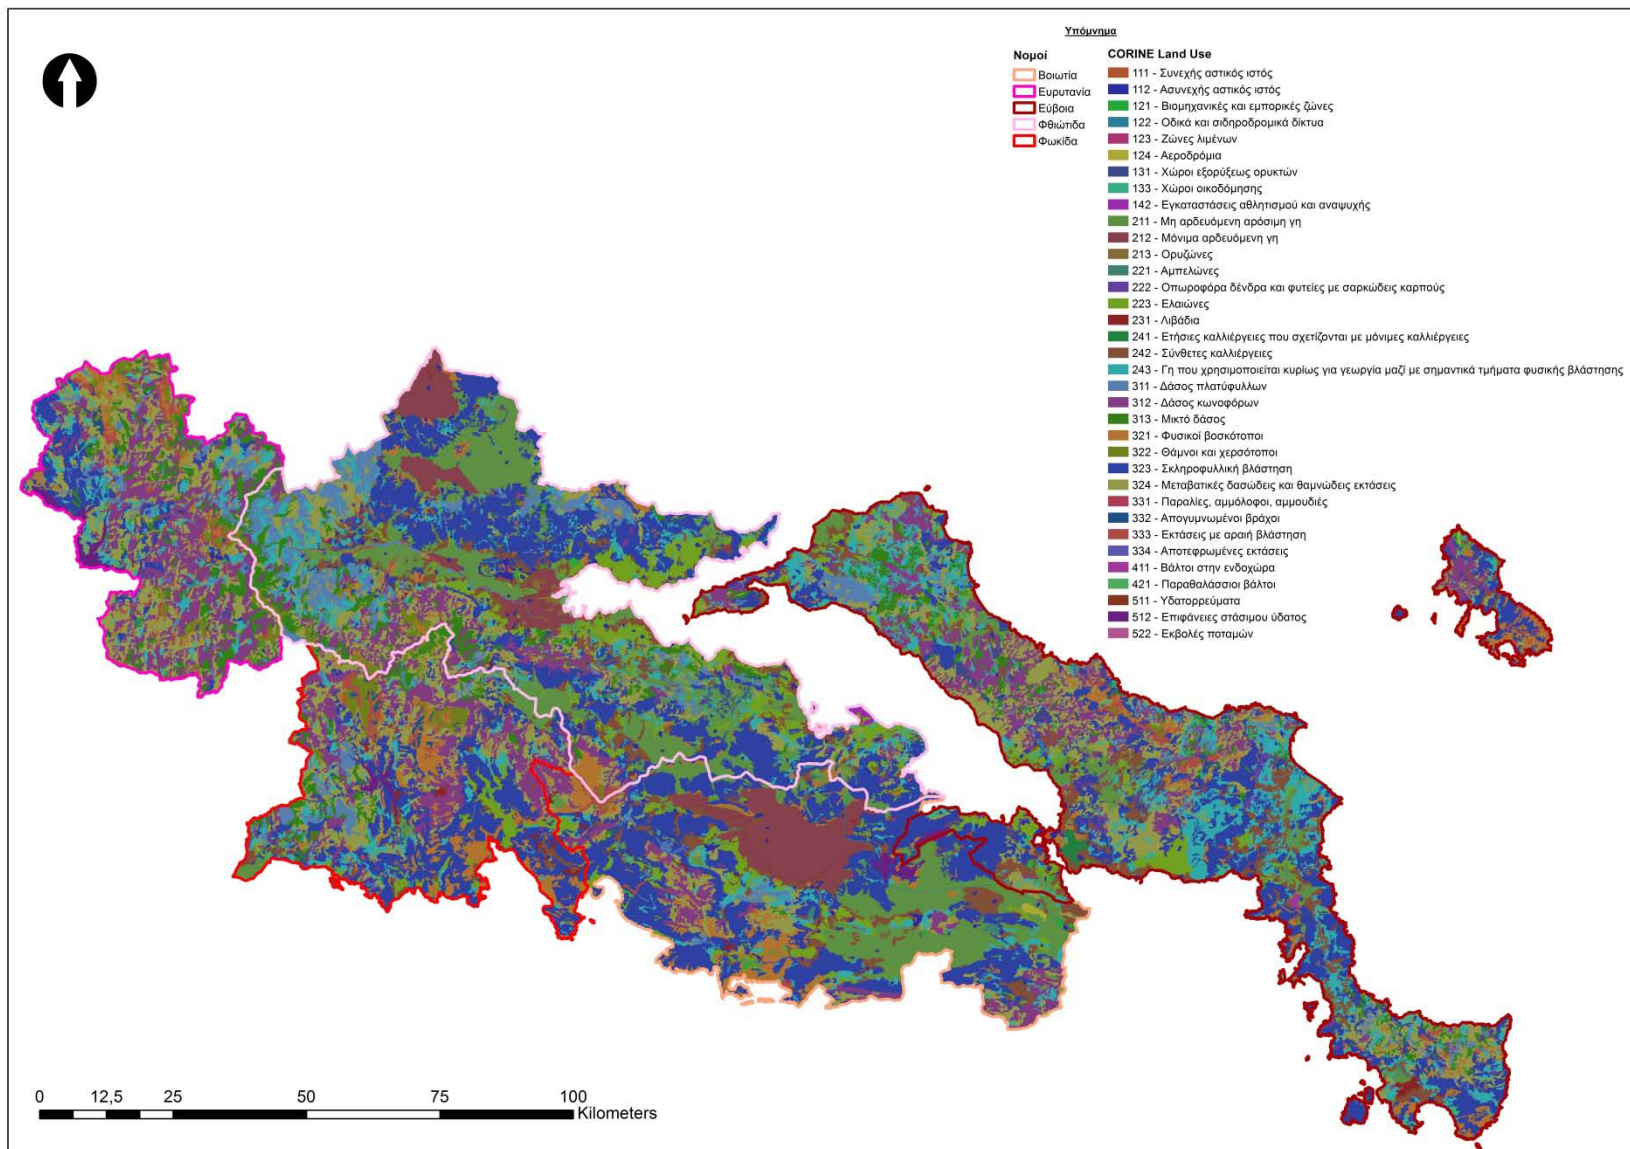 Υπόμνημα
Νομοί
Βοιωτία
Ευρυτανία
Εύβοια
Φθιώτιδα
Φωκίδα
CORINE Land Use
111 - Συνεχής αστικός ιστός
112 - Ασυνεχής αστικός ιστός
121 - Βιομηχανικές και εμπορικές ζώνες
122 - Οδικά και σιδηροδρομικά δίκτυα
123 - Ζώνες λιμένων
124 - Αεροδρόμια
131 - Χώροι εξορύξεως ορυκτών
133 - Χώροι οικοδόμησης
142 - Εγκαταστάσεις αθλητισμού και αναψυχής
211 - Μη αρδευόμενη αρόσιμη γη
212 - Μόνιμα αρδευόμενη γη
213 - Ορυζώνες
221 - Αμπελώνες
222 - Οπωροφόρα δένδρα και φυτείες με σαρκώδεις καρπούς
223 - Ελαιώνες
231 - Λιβάδια
241 - Ετήσιες καλλιέργειες που σχετίζονται με μόνιμες καλλιέργειες
242 - Σύνθετες καλλιέργειες
243 - Γη που χρησιμοποιείται κυρίως για γεωργία μαζί με σημαντικά τμήματα φυσικής βλάστησης
311 - Δάσος πλατύφυλλων
312 - Δάσος κωνοφόρων
313 - Μικτό δάσος
321 - Φυσικοί βοσκότοποι
322 - Θάμνοι και χερσότοποι
323 - Σκληροφυλλική βλάστηση
324 - Μεταβατικές δασώδεις και θαμνώδεις εκτάσεις
331 - Παραλίες, αμμόλοφοι, αμμουδιές
332 - Απογυμνωμένοι βράχοι
333 - Εκτάσεις με αραιή βλάστηση
334 - Αποτεφρωμένες εκτάσεις
411 - Βάλτοι στην ενδοχώρα
421 - Παραθαλάσσιοι βάλτοι
511 - Υδατορρεύματα
512 - Επιφάνειες στάσιμου ύδατος
522 - Εκβολές ποταμών
0 12,5 25 50 75 100
Kilometers